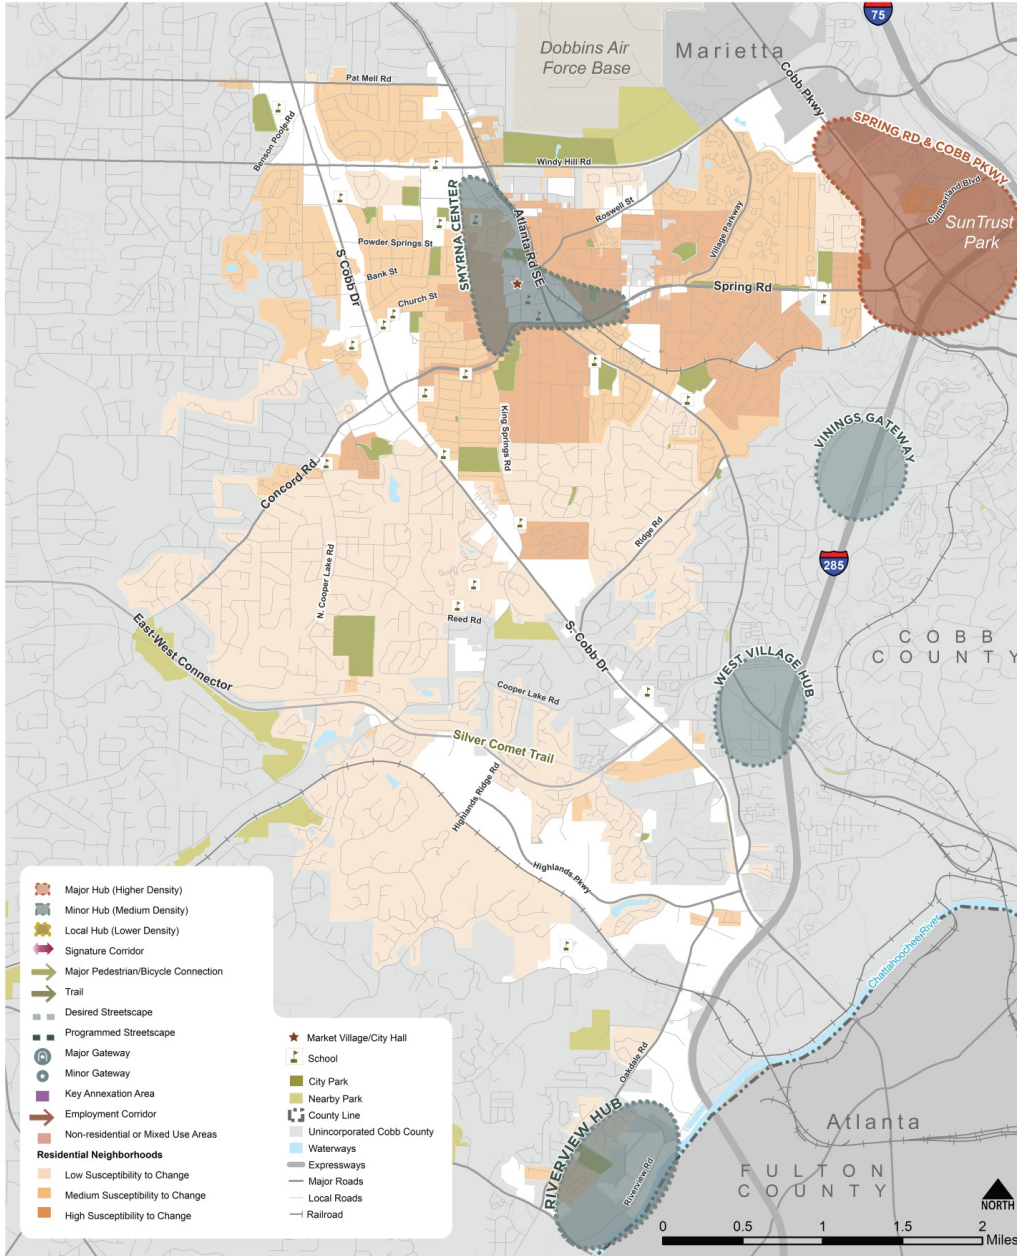 75
Dobbins Air
Force Base
Marietta
Pat Mell Rd
Cobb Pkwy
Benson Poole Rd
SPRING RD & COBB PKWY
Windy Hill Rd
Cumberland Blvd
SMYRNA CENTER
Atlanta Rd SE
Roswell St
Village Parkway
SunTrust
Park
Powder Springs St
S Cobb Dr
Bank St
Spring Rd
Church St
King Springs Rd
VININGS GATEWAY
Concord Rd
Ridge Rd
285
N. Cooper Lake Rd
East-West Connector
Reed Rd
S. Cobb Dr
COBB
COUNTY
WEST VILLAGE HUB
Cooper Lake Rd
Silver Comet Trail
Highlands Ridge Rd
Highlands Pkwy
Chattahoochee River
Oakdale Rd
Atlanta
RIVERVIEW HUB
Riverview Rd
FULTON
COUNTY
Major Hub (Higher Density)
Minor Hub (Medium Density)
Local Hub (Lower Density)
Signature Corridor
Major Pedestrian/Bicycle Connection
Trail
Desired Streetscape
Programmed Streetscape
Major Gateway
Minor Gateway
Key Annexation Area
Employment Corridor
Non-residential or Mixed Use Areas
Residential Neighborhoods
Low Susceptibility to Change
Medium Susceptibility to Change
High Susceptibility to Change
Market Village/City Hall
School
City Park
Nearby Park
County Line
Unincorporated Cobb County
Waterways
Expressways
Major Roads
Local Roads
Railroad
NORTH
0 0.5 1 1.5 2
Miles